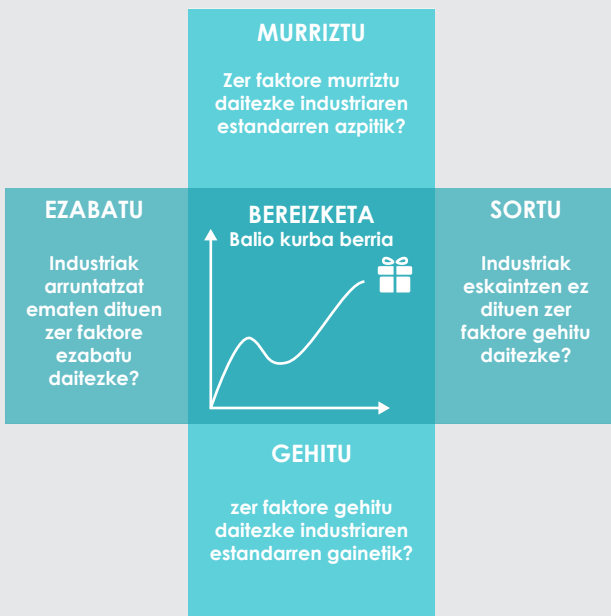 MURRIZTU
Zer faktore murriztu
daitezke industriaren
estandarren azpitik?
EZABATU
Industriak
arruntatzat
ematen dituen
zer faktore
ezabatu
daitezke?
BEREIZKETA
Balio kurba berria
SORTU
Industriak
eskaintzen ez
dituen zer
faktore gehitu
daitezke?
GEHITU
zer faktore gehitu
daitezke industriaren
estandarren gainetik?